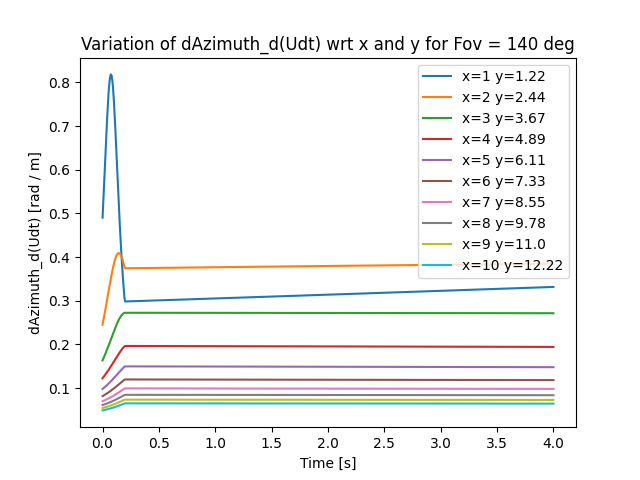 Variation of dAzimuth_d(Udt) wrt x and y for Fov = 140 deg
dAzimuth_d(Udt) [rad / m]
0.8
0.7
0.6
0.5
0.4
0.3
0.2
0.1
x=1 y=1.22
x=2 y=2.44
x=3 y=3.67
x=4 y=4.89
x=5 y=6.11
x=6 y=7.33
x=7 y=8.55
x=8 y=9.78
x=9 y=11.0
x=10 y=12.22
0.0 0.5 1.0 1.5 2.0 2.5 3.0 3.5 4.0
Time [s]